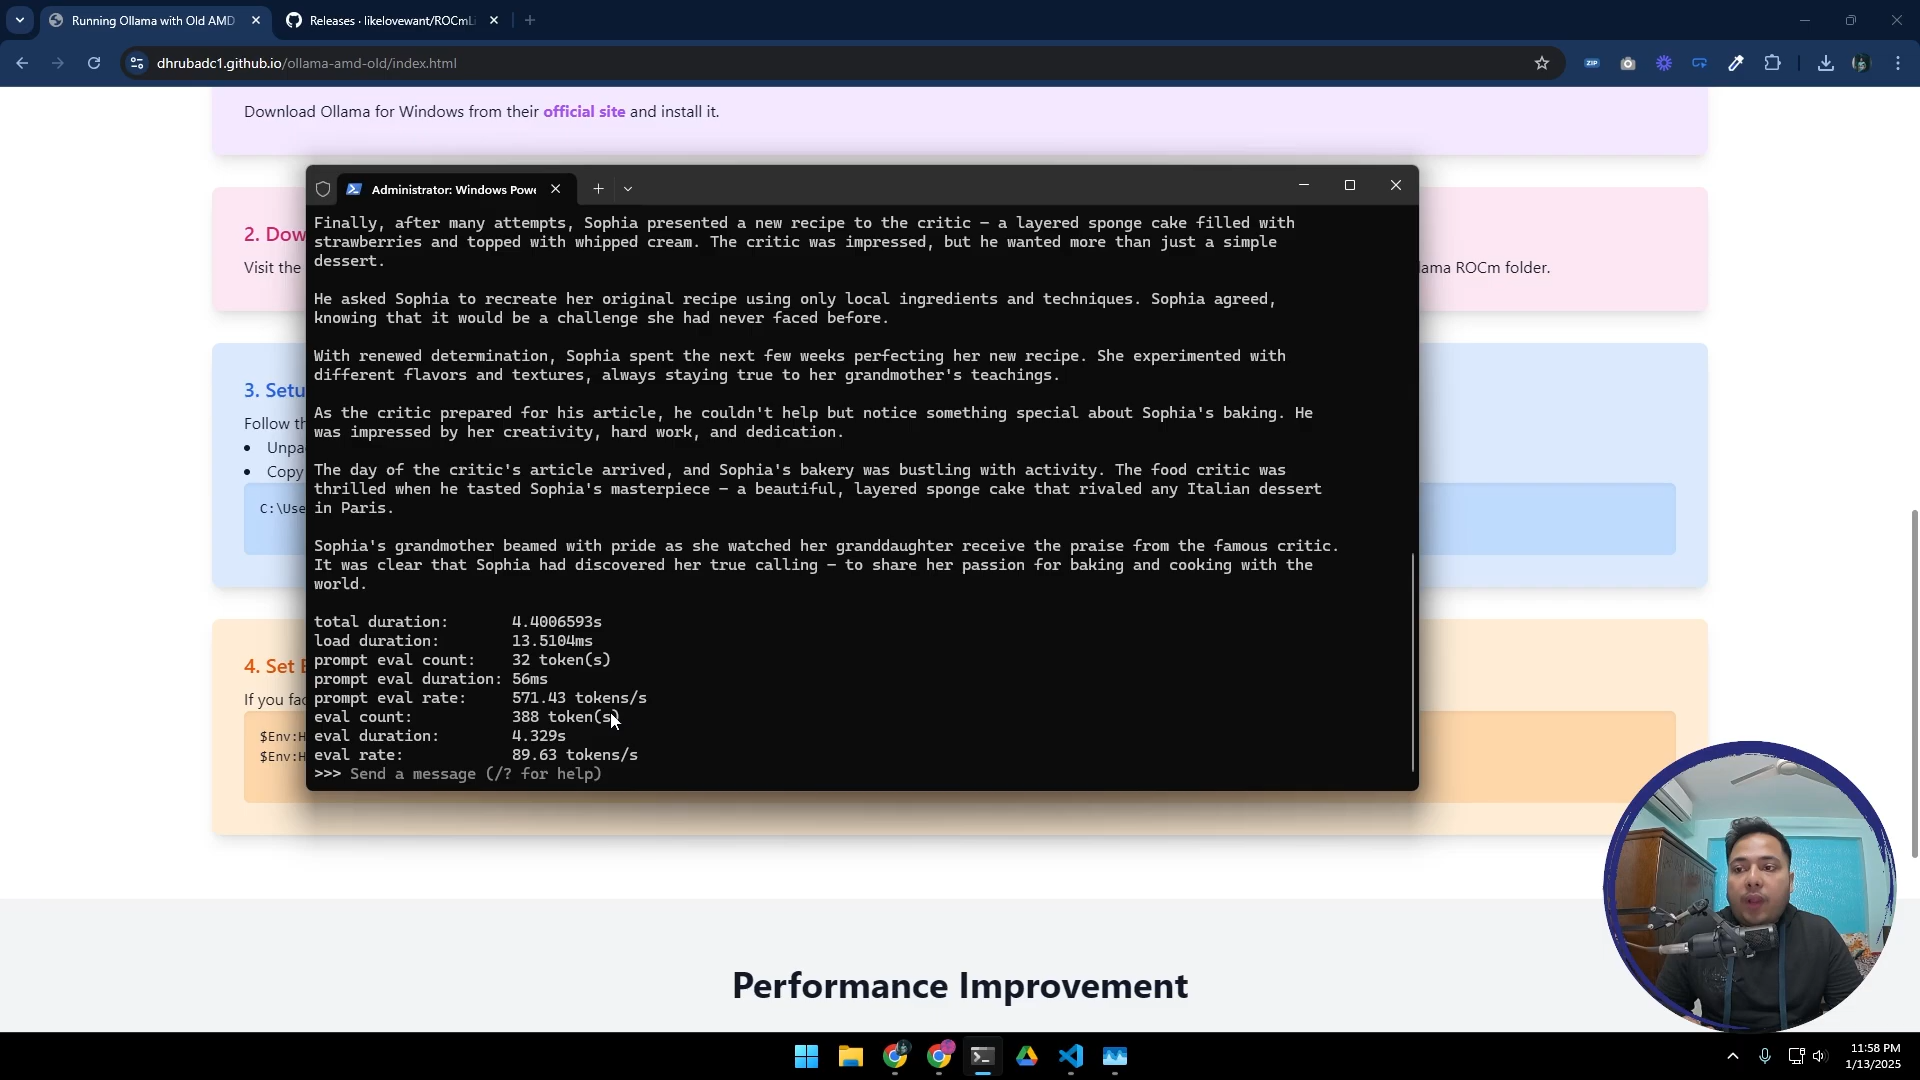 Running Ollama with Old AMD
Releases · likelovewant/ROCmLi
dhrubadc1.github.io/ollama-amd-old/index.html
ZIP
Download Ollama for Windows from their official site and install it.
Administrator: Windows Powe
2. Dow
Visit the
lama ROCm folder.
3. Setu
Follow th
Unpa
Copy
C:\Use
4. Set E
If you fac
$Env:H
$Env:H
Finally, after many attempts, Sophia presented a new recipe to the critic – a layered sponge cake filled with
strawberries and topped with whipped cream. The critic was impressed, but he wanted more than just a simple
dessert.
He asked Sophia to recreate her original recipe using only local ingredients and techniques. Sophia agreed,
knowing that it would be a challenge she had never faced before.
With renewed determination, Sophia spent the next few weeks perfecting her new recipe. She experimented with
different flavors and textures, always staying true to her grandmother's teachings.
As the critic prepared for his article, he couldn't help but notice something special about Sophia's baking. He
was impressed by her creativity, hard work, and dedication.
The day of the critic's article arrived, and Sophia's bakery was bustling with activity. The food critic was
thrilled when he tasted Sophia's masterpiece – a beautiful, layered sponge cake that rivaled any Italian dessert
in Paris.
Sophia's grandmother beamed with pride as she watched her granddaughter receive the praise from the famous critic.
It was clear that Sophia had discovered her true calling – to share her passion for baking and cooking with the
world.
total duration: 4.4006593s
load duration: 13.5104ms
prompt eval count: 32 token(s)
prompt eval duration: 56ms
prompt eval rate: 571.43 tokens/s
eval count: 388 token(s)
eval duration: 4.329s
eval rate: 89.63 tokens/s
>>> Send a message (/? for help)
Performance Improvement
11:58 PM
1/13/2025